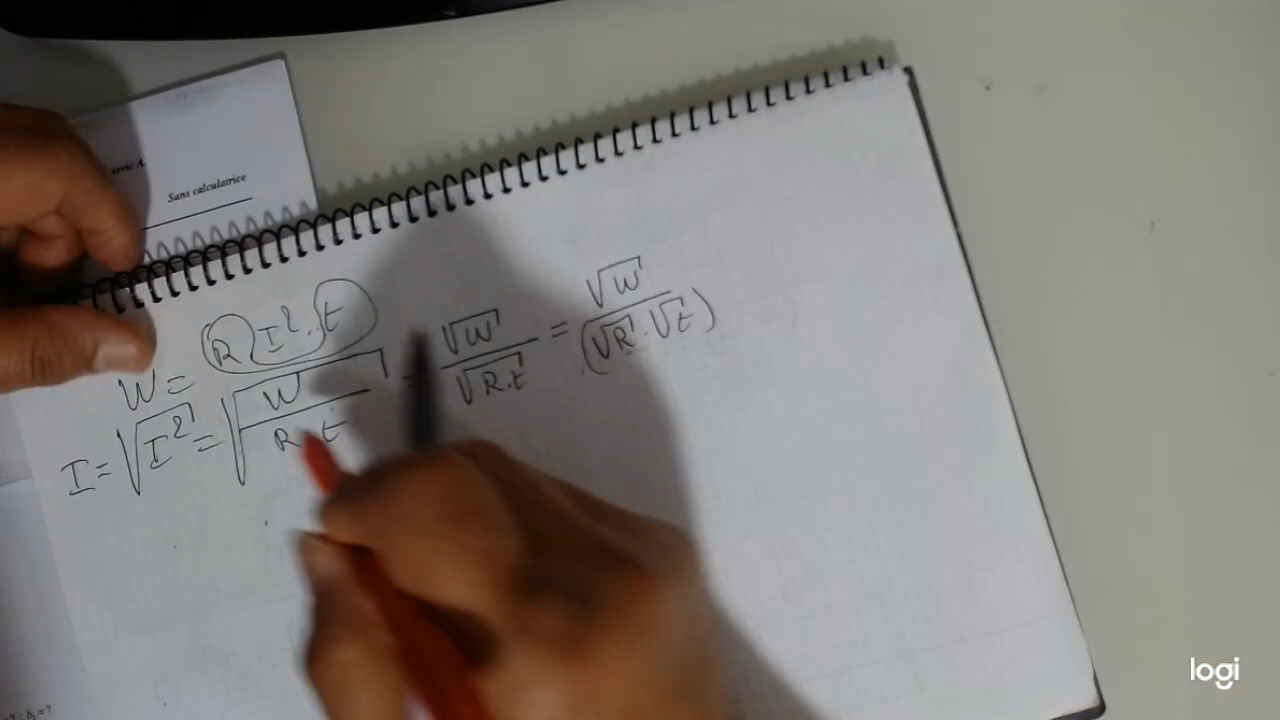 Sans calculatrice
W = R I² · t
I = √I² = √(W / R · t) = √W / √R.t = √W / (√R · √t)
logi